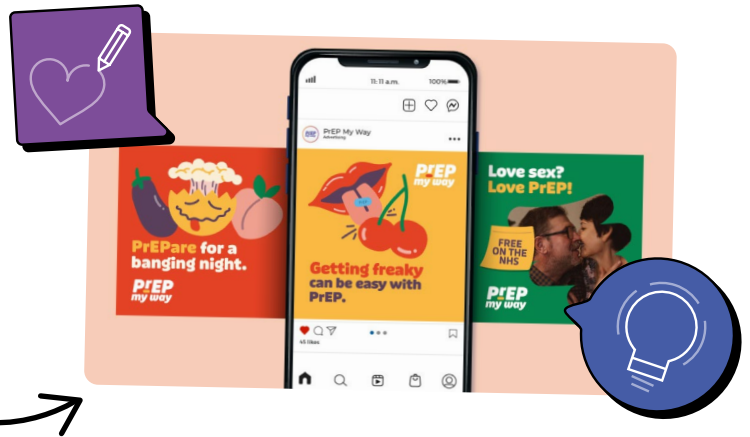 11:11 a.m.
100%
PrEP My Way
Advertising
PrEPare for a
banging night.
PrEP
my way
PrEP
my way
Getting freaky
can be easy with
PrEP.
45 likes
Love sex?
Love PrEP!
FREE
ON THE
NHS
PrEP
my way